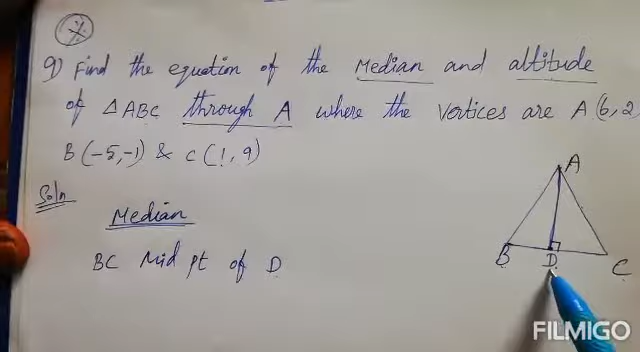 X
9) Find the equation of the Median and altitude
of △ABC through A where the vertices are A(6,2
B(-5,-1) & C(1,9)
Soln
Median
BC Mid pt of D
A
B D C
FILMIGO